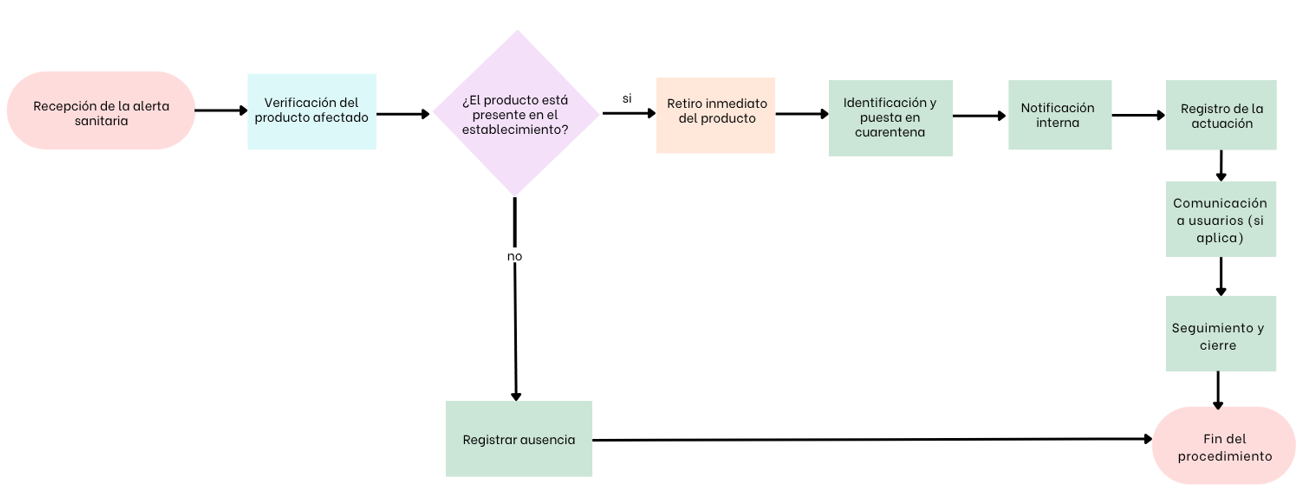 Recepción de la alerta
sanitaria
Verificación del
producto afectado
¿El producto está
presente en el
establecimiento?
si
Retiro inmediato
del producto
Identificación y
puesta en
cuarentena
Notificación
interna
Registro de la
actuación
Comunicación
a usuarios (si
aplica)
Seguimiento y
cierre
no
Registrar ausencia
Fin del
procedimiento